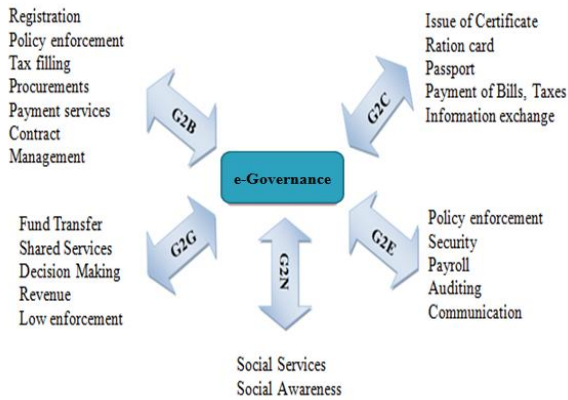 Registration
Policy enforcement
Tax filling
Procurements
Payment services
Contract
Management
G2B
Issue of Certificate
Ration card
Passport
Payment of Bills, Taxes
Information exchange
G2C
e-Governance
Fund Transfer
Shared Services
Decision Making
Revenue
Low enforcement
G2G
G2N
Social Services
Social Awareness
G2E
Policy enforcement
Security
Payroll
Auditing
Communication